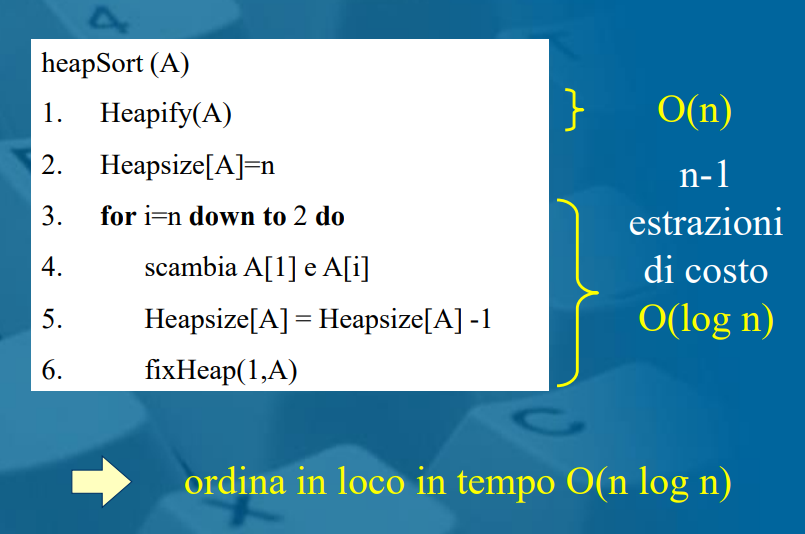 heapSort (A)
1. Heapify(A)
2. Heapsize[A]=n
3. for i=n down to 2 do
4. scambia A[1] e A[i]
5. Heapsize[A] = Heapsize[A] -1
6. fixHeap(1,A)
O(n)
n-1
estrazioni
di costo
O(log n)
ordina in loco in tempo O(n log n)